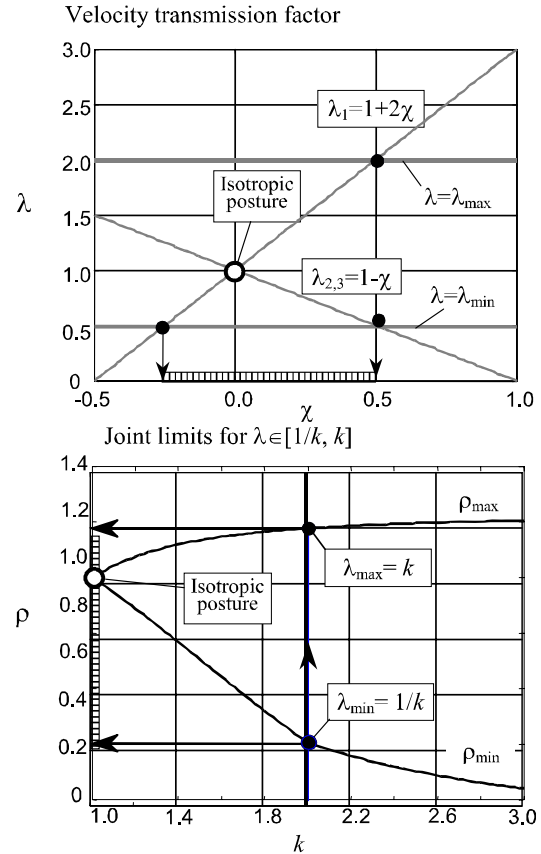 Velocity transmission factor
3.0
2.5
λ₁=1+2χ
2.0
Isotropic
posture
λ=λmax
λ
1.5
1.0
λ₂,₃=1-χ
λ=λmin
0.5
0
-0.5
0.0
χ
0.5
1.0
Joint limits for λ∈[1/k, k]
1.4
1.2
ρmax
1.0
λmax= k
Isotropic
posture
0.8
ρ
0.6
0.4
λmin= 1/k
0.2
ρmin
0
1.0
1.4
1.8
2.2
2.6
3.0
k